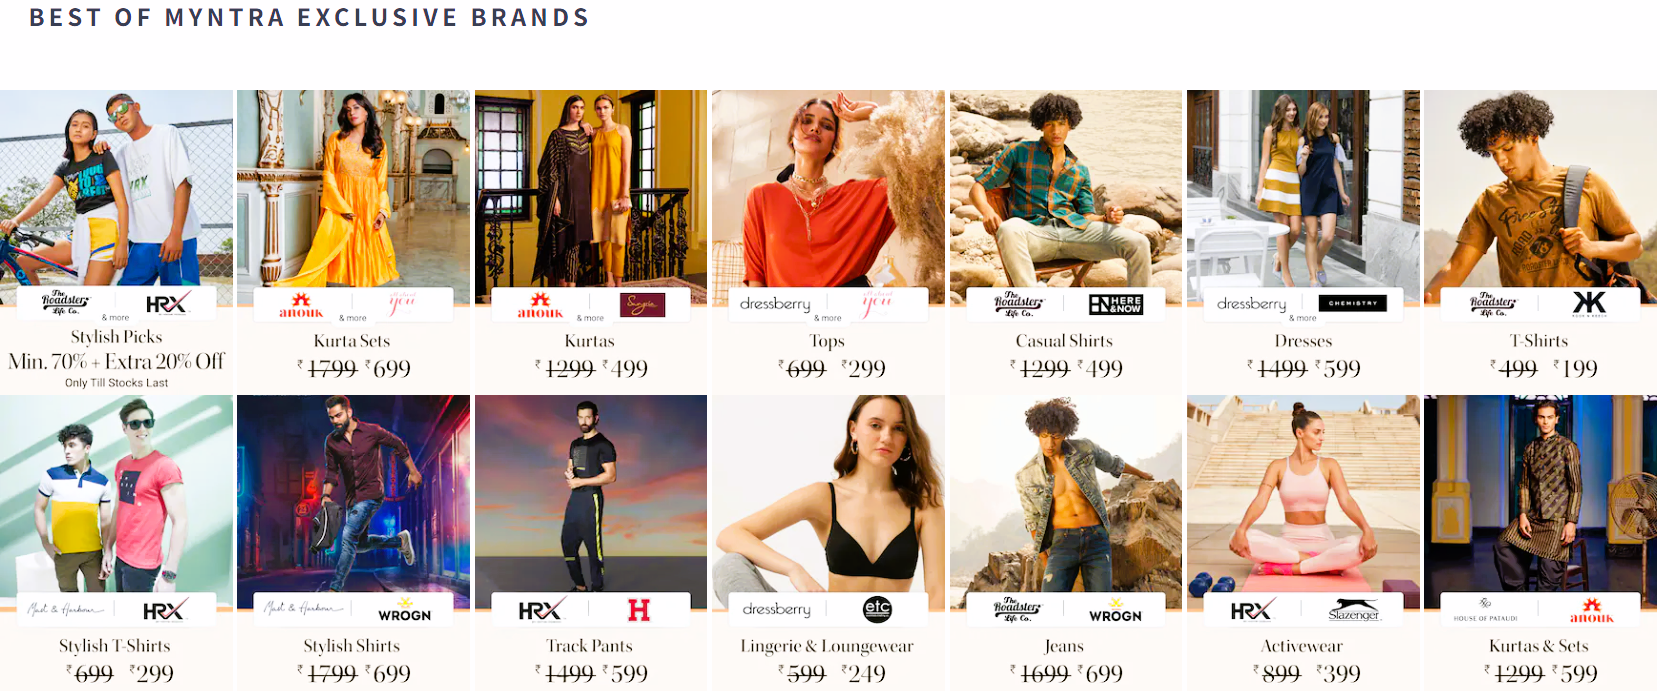 BEST OF MYNTRA EXCLUSIVE BRANDS
The Roadster Life Co. HRX
& more
Stylish Picks
Min. 70% + Extra 20% Off
Only Till Stocks Last
anouk all about you
& more
Kurta Sets
₹1799 ₹699
anouk Sangria
& more
Kurtas
₹1299 ₹499
dressberry all about you
& more
Tops
₹699 ₹299
The Roadster Life Co. HERE &NOW
Casual Shirts
₹1299 ₹499
dressberry CHEMISTRY
& more
Dresses
₹1499 ₹599
The Roadster Life Co.
T-Shirts
₹499 ₹199
Mast & Harbour HRX
Stylish T-Shirts
₹699 ₹299
Mast & Harbour WROGN
Stylish Shirts
₹1799 ₹699
HRX H
Track Pants
₹1499 ₹599
dressberry etc
Lingerie & Loungewear
₹599 ₹249
The Roadster Life Co. WROGN
Jeans
₹1699 ₹699
HRX Slazenger
Activewear
₹899 ₹399
HOUSE OF PATAUDI anouk
Kurtas & Sets
₹1299 ₹599